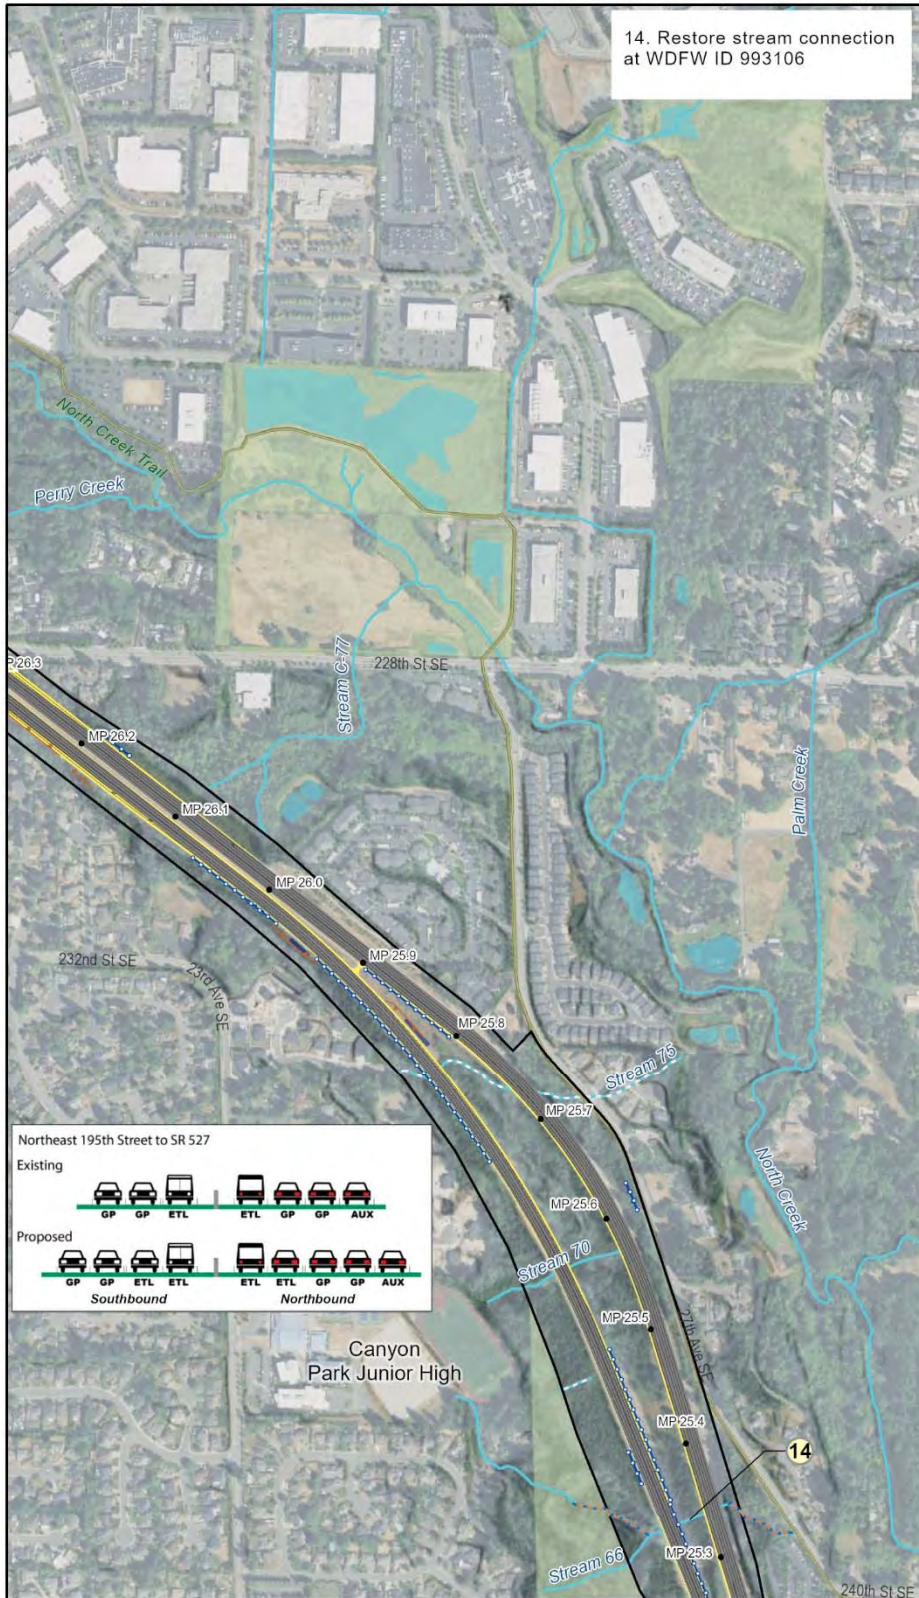 14. Restore stream connection
at WDFW ID 993106
North Creek Trail
Perry Creek
Stream C-77
228th St SE
Palm Creek
P 26.3
MP 26.2
MP 26.1
MP 26.0
MP 25.9
232nd St SE
23rd Ave SE
MP 25.8
Stream 75
MP 25.7
North Creek
Northeast 195th Street to SR 527
Existing
GP GP ETL ETL GP GP AUX
Proposed
GP GP ETL ETL ETL ETL GP GP AUX
Southbound Northbound
MP 25.6
Stream 70
MP 25.5
27th Ave SE
Canyon
Park Junior High
MP 25.4
14
Stream 66
MP 25.3
240th St SE